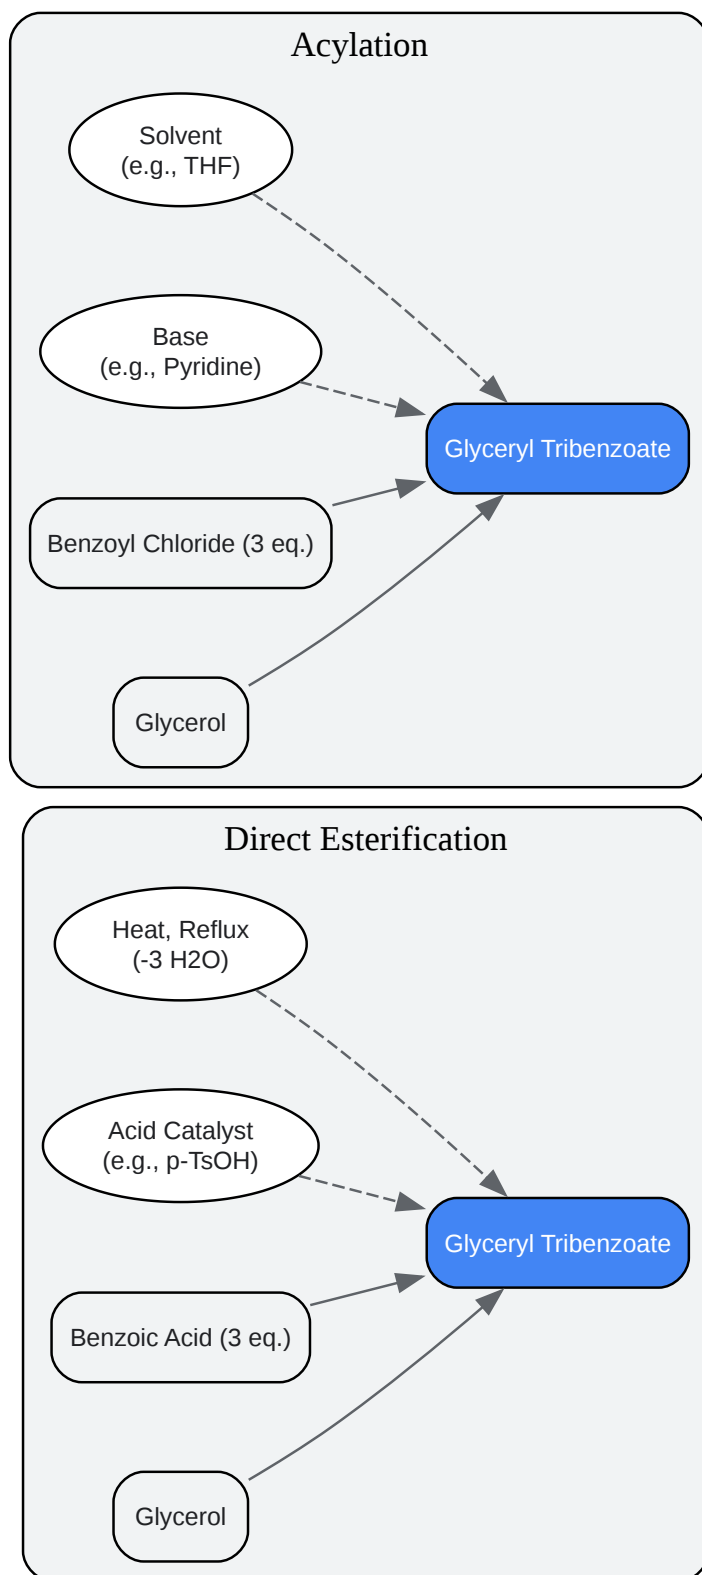 Acylation
Solvent
(e.g., THF)
Base
(e.g., Pyridine)
Glyceryl Tribenzoate
Benzoyl Chloride (3 eq.)
Glycerol
Direct Esterification
Heat, Reflux
(-3 H2O)
Acid Catalyst
(e.g., p-TsOH)
Glyceryl Tribenzoate
Benzoic Acid (3 eq.)
Glycerol